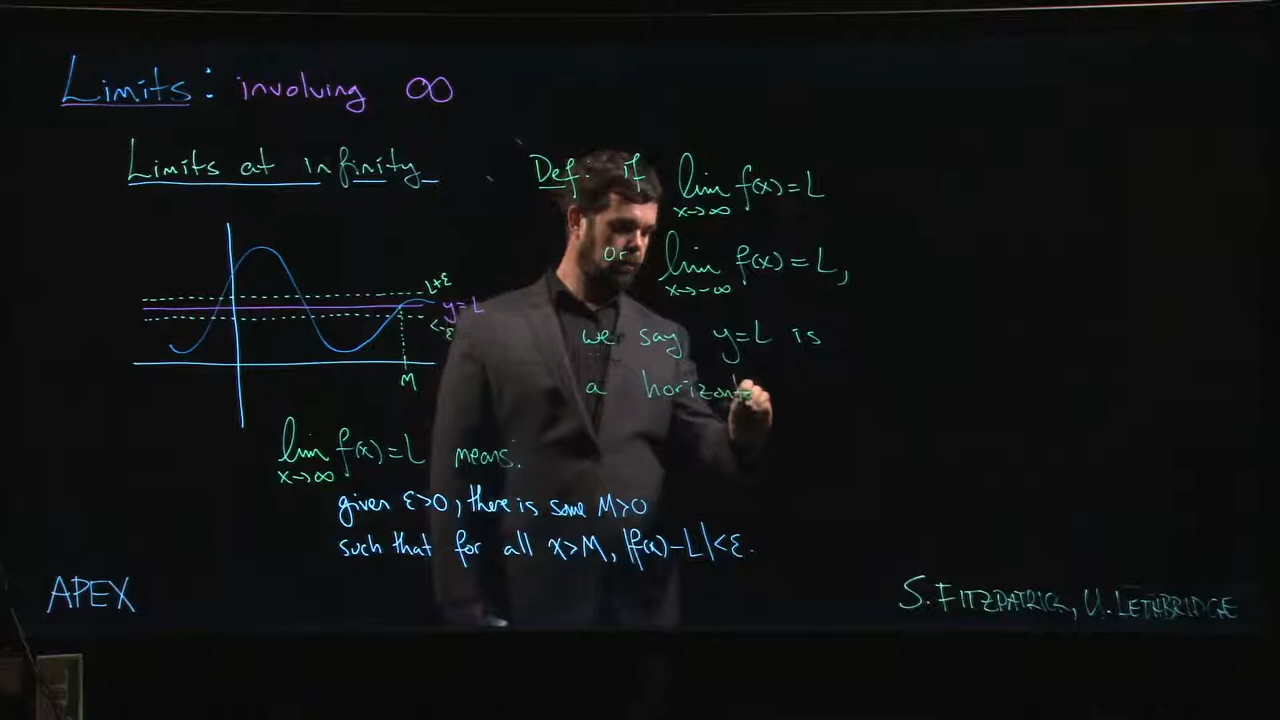 Limits: involving ∞
Limits at infinity
L+ε
y=L
M
lim f(x)=L means:
x→∞
given ε>0, there is some M>0
such that for all x>M, |f(x)-L|<ε.
Def: if lim f(x)=L
x→∞
or lim f(x)=L,
x→-∞
we say y=L is
a horizonta
APEX
S. FITZPATRICK, U. LETHBRIDGE